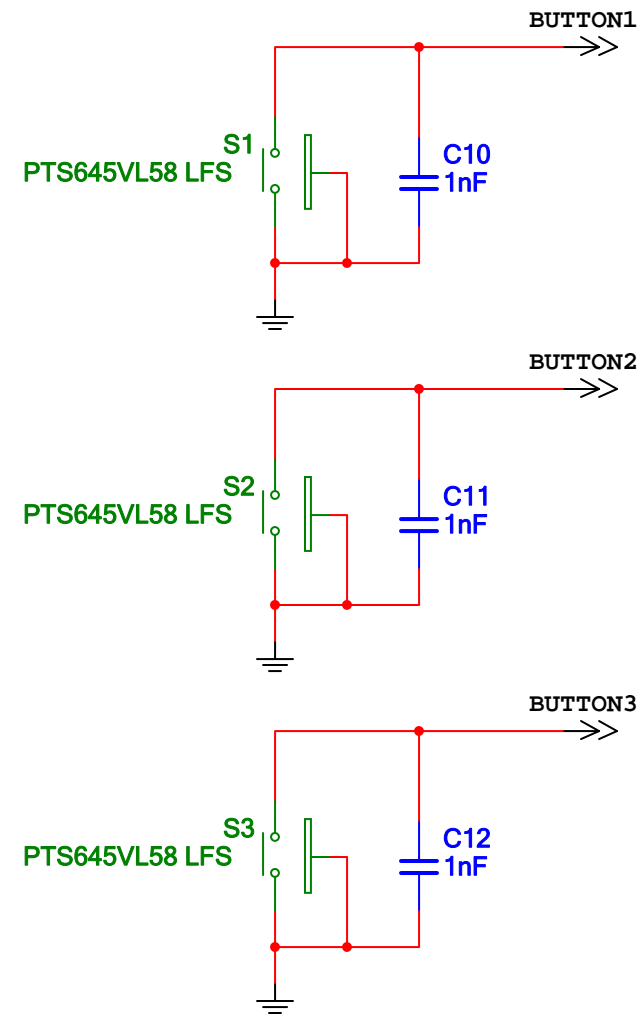 BUTTON1
S1
PTS645VL58 LFS
C10
1nF
BUTTON2
S2
PTS645VL58 LFS
C11
1nF
BUTTON3
S3
PTS645VL58 LFS
C12
1nF